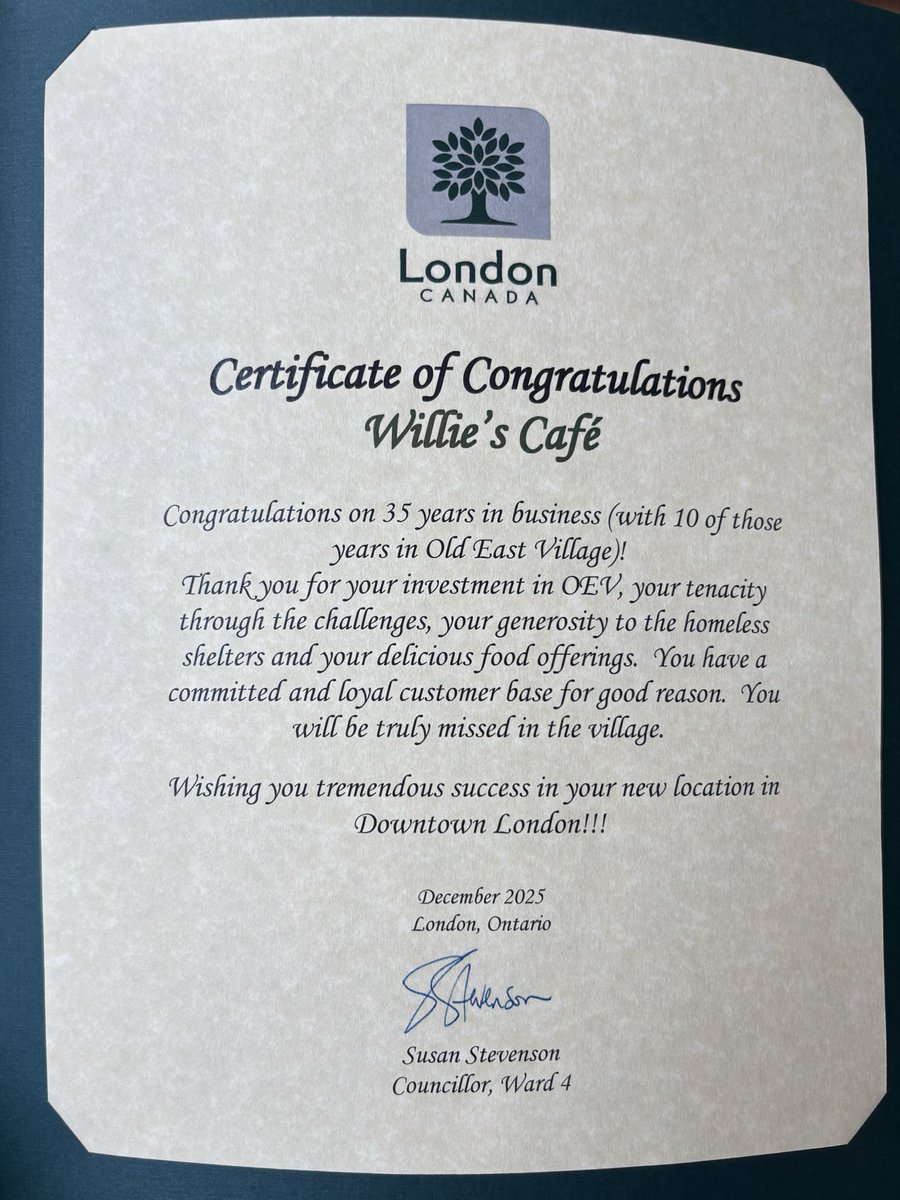 London
CANADA
Certificate of Congratulations
Willie's Café
Congratulations on 35 years in business (with 10 of those
years in Old East Village)!
Thank you for your investment in OEV, your tenacity
through the challenges, your generosity to the homeless
shelters and your delicious food offerings.  You have a
committed and loyal customer base for good reason.  You
will be truly missed in the village.
Wishing you tremendous success in your new location in
Downtown London!!!
December 2025
London, Ontario
SStevenson
Susan Stevenson
Councillor, Ward 4